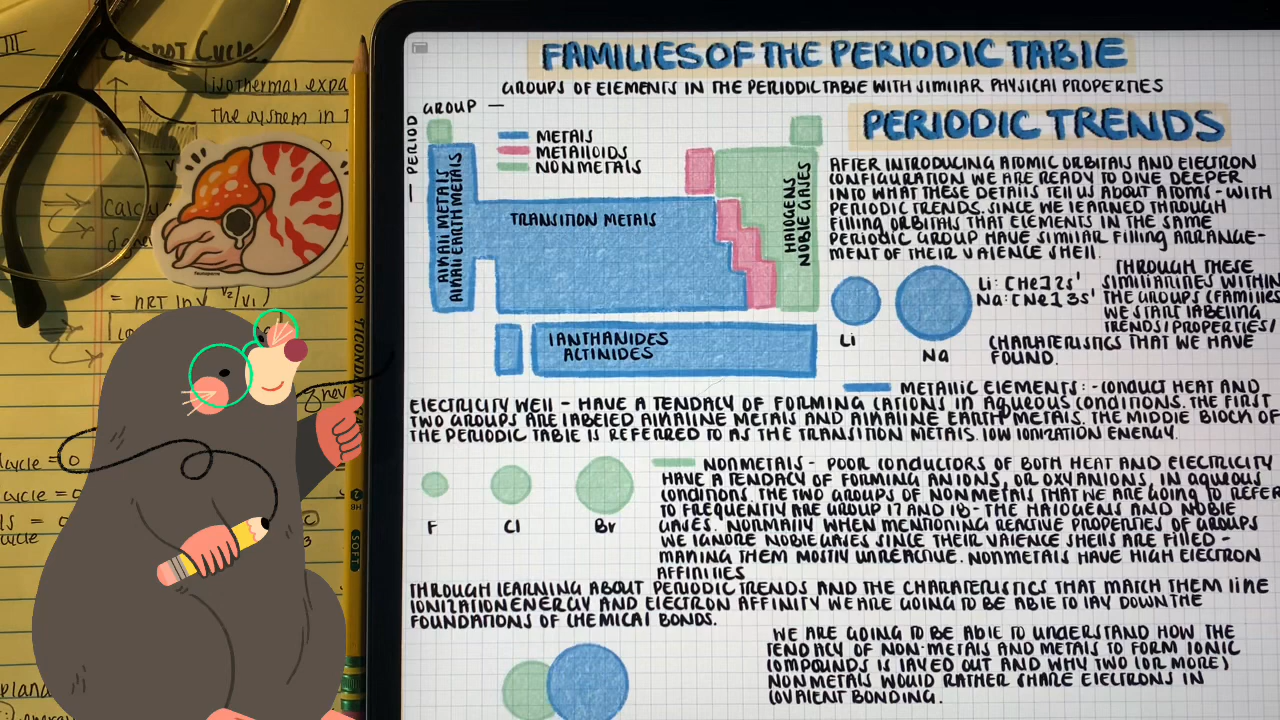 III
Carnot Cycle
(isothermal expa
the system in t
= nRT ln V V2/V1)
DIXON TICONDEROGA
2 HB SOFT
cycle = 0
cycle = 0
cycle
FAMILIES OF THE PERIODIC TABLE
GROUPS OF ELEMENTS IN THE PERIODIC TABLE WITH SIMILIAR PHYSICAL PROPERTIES
GROUP —
— PERIOD
METALS
METALLOIDS
NONMETALS
ALKALI METALS
ALKALI EARTH METALS
TRANSITION METALS
HALOGENS
NOBLE GASES
LANTHANIDES
ACTINIDES
PERIODIC TRENDS
AFTER INTRODUCING ATOMIC ORBITALS AND ELECTRON
CONFIGURATION WE ARE READY TO DIVE DEEPER
INTO WHAT THESE DETAILS TELL US ABOUT ATOMS - WITH
PERIODIC TRENDS. SINCE WE LEARNED THROUGH
FILLING ORBITALS THAT ELEMENTS IN THE SAME
PERIODIC GROUP HAVE SIMILAR FILLING ARRANGE-
MENT OF THEIR VALENCE SHELL.
Li
Na
Li: [He]2s¹
Na: [Ne]3s¹
THROUGH THESE
SIMILIARITIES WITHIN
THE GROUPS (FAMILIES
WE START LABELING
TRENDS/PROPERTIES/
CHARACTERISTICS THAT WE HAVE
FOUND.
METALLIC ELEMENTS: - CONDUCT HEAT AND
ELECTRICITY WELL - HAVE A TENDACY OF FORMING CATIONS IN AQUEOUS CONDITIONS. THE FIRST
TWO GROUPS ARE LABELED ALKALINE METALS AND ALKALINE EARTH METALS. THE MIDDLE BLOCK OF
THE PERIODIC TABLE IS REFERRED TO AS THE TRANSITION METALS. LOW IONIZATION ENERGY.
F
Cl
Br
NONMETALS - POOR CONDUCTORS OF BOTH HEAT AND ELECTRICITY
HAVE A TENDACY OF FORMING ANIONS, OR OXYANIONS, IN AQUEOUS
CONDITIONS. THE TWO GROUPS OF NONMETALS THAT WE ARE GOING TO REFER
TO FREQUENTLY ARE GROUP 17 AND 18 - THE HALOGENS AND NOBLE
GASES. NORMALLY WHEN MENTIONING REACTIVE PROPERTIES OF GROUPS
WE IGNORE NOBLE GASES SINCE THEIR VALENCE SHELLS ARE FILLED -
MAKING THEM MOSTLY UNREACTIVE. NONMETALS HAVE HIGH ELECTRON
AFFINITIES
THROUGH LEARNING ABOUT PERIODIC TRENDS AND THE CHARATERISTICS THAT MATCH THEM LIKE
IONIZATION ENERGY AND ELECTRON AFFINITY WE ARE GOING TO BE ABLE TO LAY DOWN THE
FOUNDATIONS OF CHEMICAL BONDS.
WE ARE GOING TO BE ABLE TO UNDERSTAND HOW THE
TENDACY OF NON-METALS AND METALS TO FORM IONIC
COMPOUNDS IS LAYED OUT AND WHY TWO (OR MORE)
NONMETALS WOULD RATHER SHARE ELECTRONS IN
COVALENT BONDING.